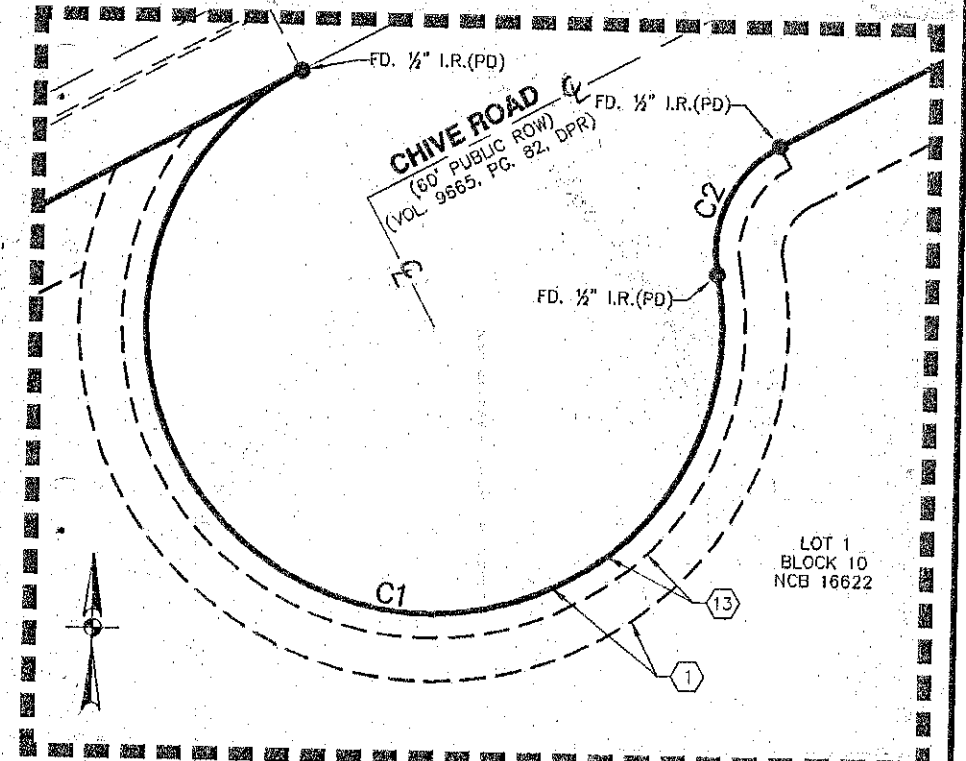 FD. ½" I.R.(PD)
CHIVE ROAD
(60' PUBLIC ROW)
(VOL. 9665, PG. 82, DPR)
℄
FD. ½" I.R.(PD)
C2
℄
FD. ½" I.R.(PD)
LOT 1
BLOCK 10
NCB 16622
C1
13
1